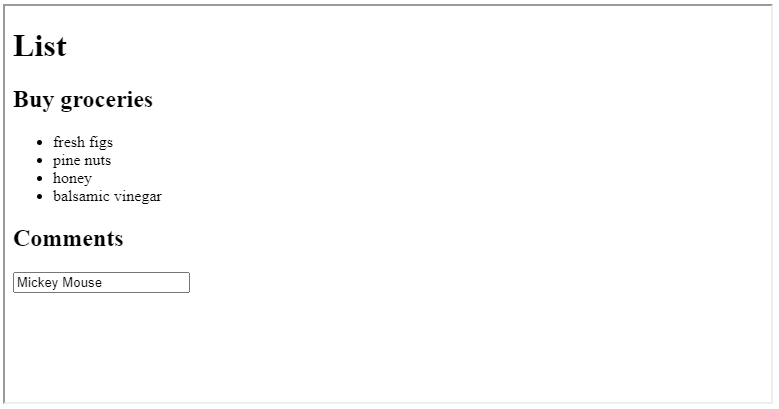 List
Buy groceries
fresh figs
pine nuts
honey
balsamic vinegar
Comments
Mickey Mouse